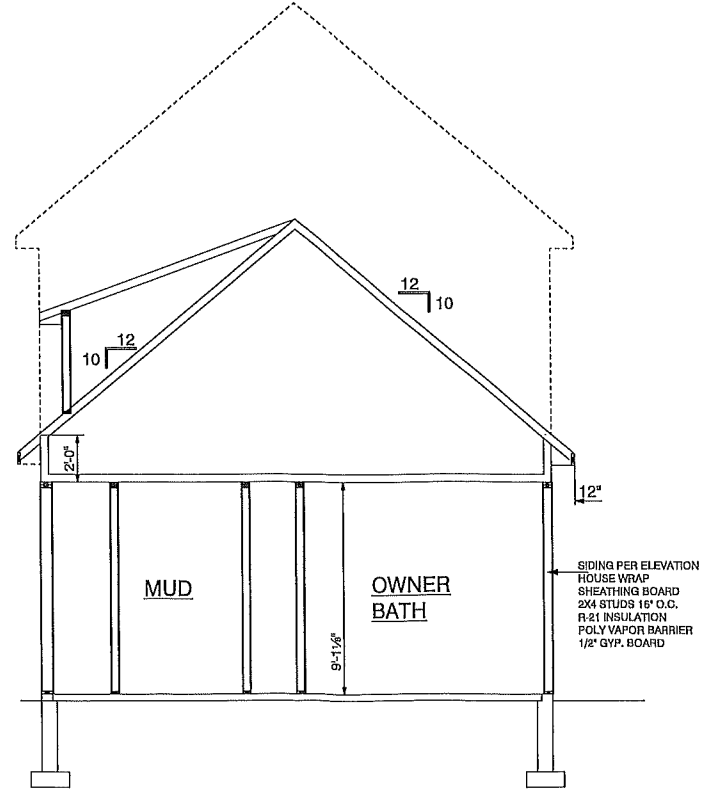 12
10
12
10
2'-0"
12"
MUD
OWNER
BATH
9'-1 1/8"
SIDING PER ELEVATION
HOUSE WRAP
SHEATHING BOARD
2X4 STUDS 16" O.C.
R-21 INSULATION
POLY VAPOR BARRIER
1/2" GYP. BOARD